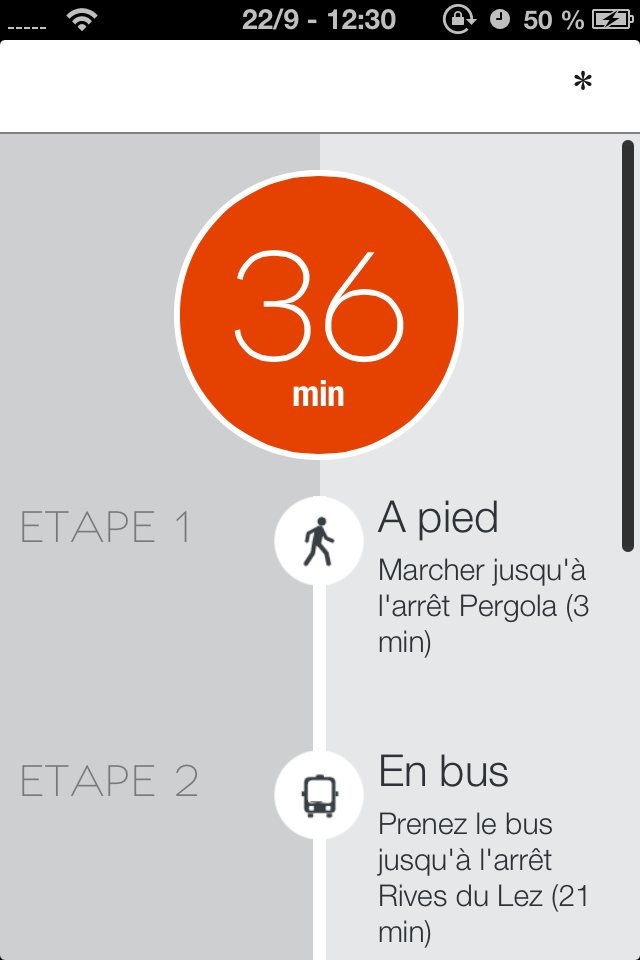 22/9 - 12:30 50 %
*
36
min
ETAPE 1
A pied
Marcher jusqu'à
l'arrêt Pergola (3
min)
ETAPE 2
En bus
Prenez le bus
jusqu'à l'arrêt
Rives du Lez (21
min)